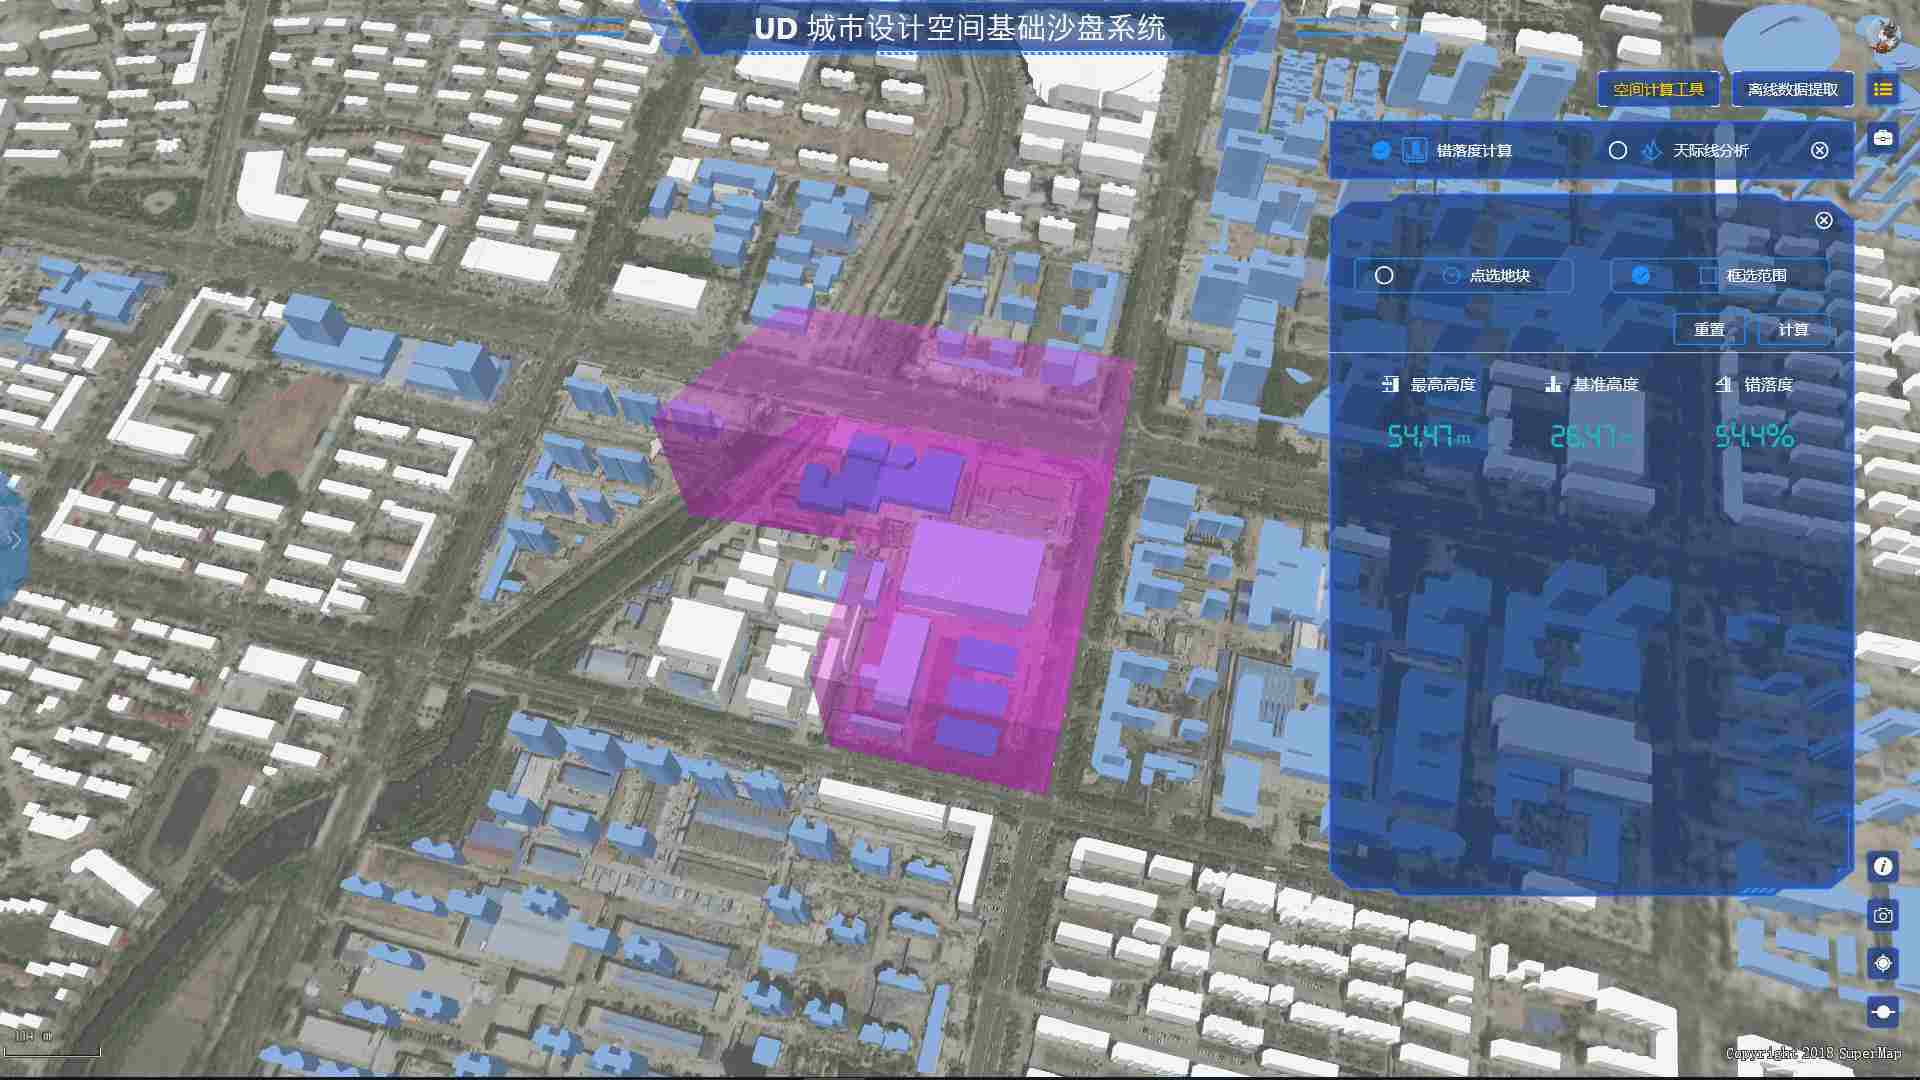 UD 城市设计空间基础沙盘系统
空间计算工具
离线数据提取
错落度计算
天际线分析
点选地块
框选范围
重置
计算
最高高度
基准高度
错落度
54.47m
26.47m
54.4%
114 m
Copyright 2018 SuperMap